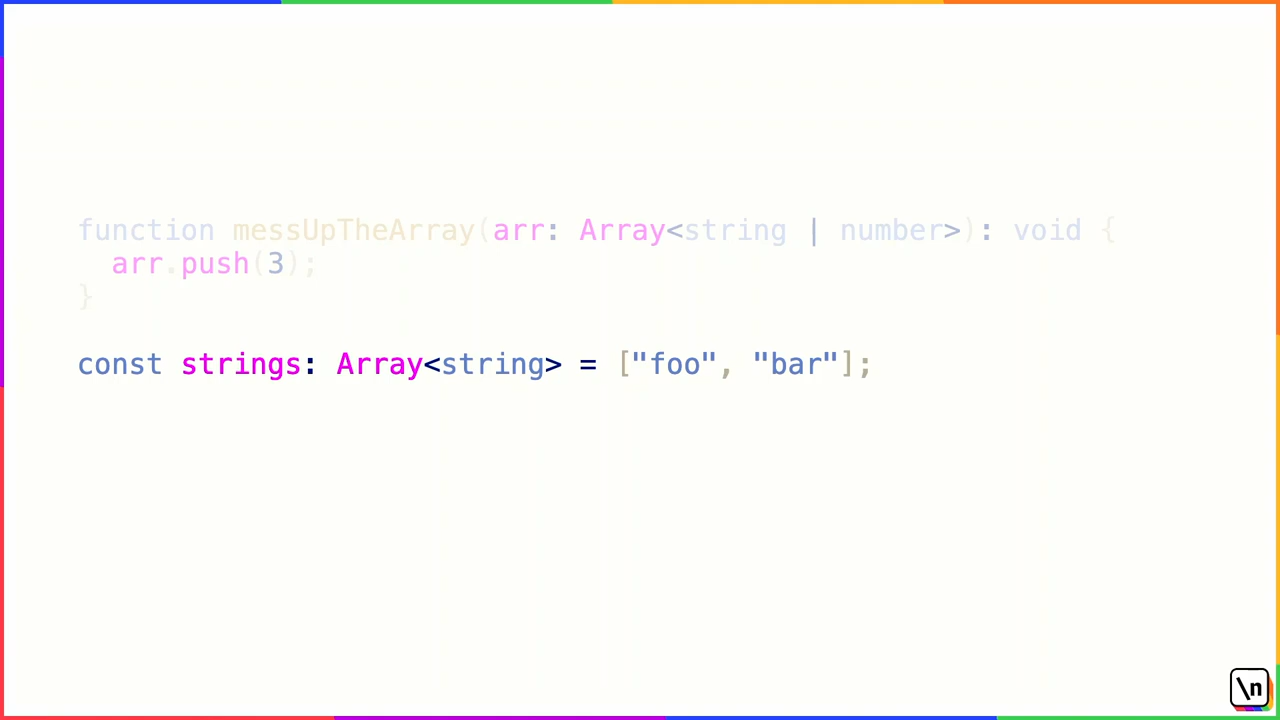 function messUpTheArray(arr: Array<string | number>): void {
  arr.push(3);
}
const strings: Array<string> = ["foo", "bar"];
\n